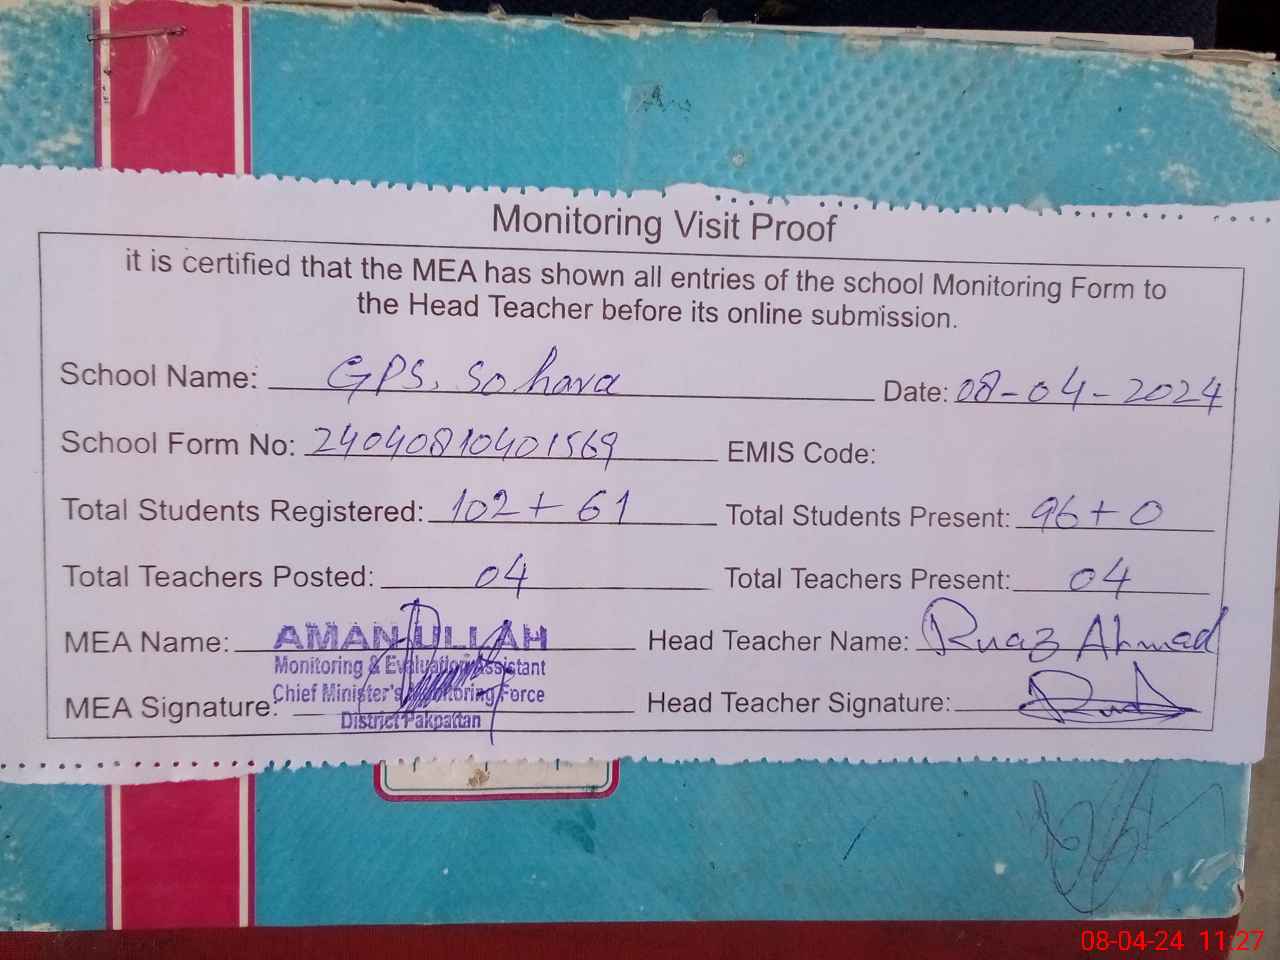 Monitoring Visit Proof
it is certified that the MEA has shown all entries of the school Monitoring Form to
the Head Teacher before its online submission.
School Name: GPS, Sohara Date: 08-04-2024
School Form No: 24040810401569 EMIS Code:
Total Students Registered: 102 + 61 Total Students Present: 96 + 0
Total Teachers Posted: 04 Total Teachers Present: 04
MEA Name: AMAN ULLAH Head Teacher Name: Ahmad
Monitoring & Evaluation Assistant
Chief Minister's Monitoring Force
MEA Signature: Head Teacher Signature:
District Pakpattan
08-04-24 11:27